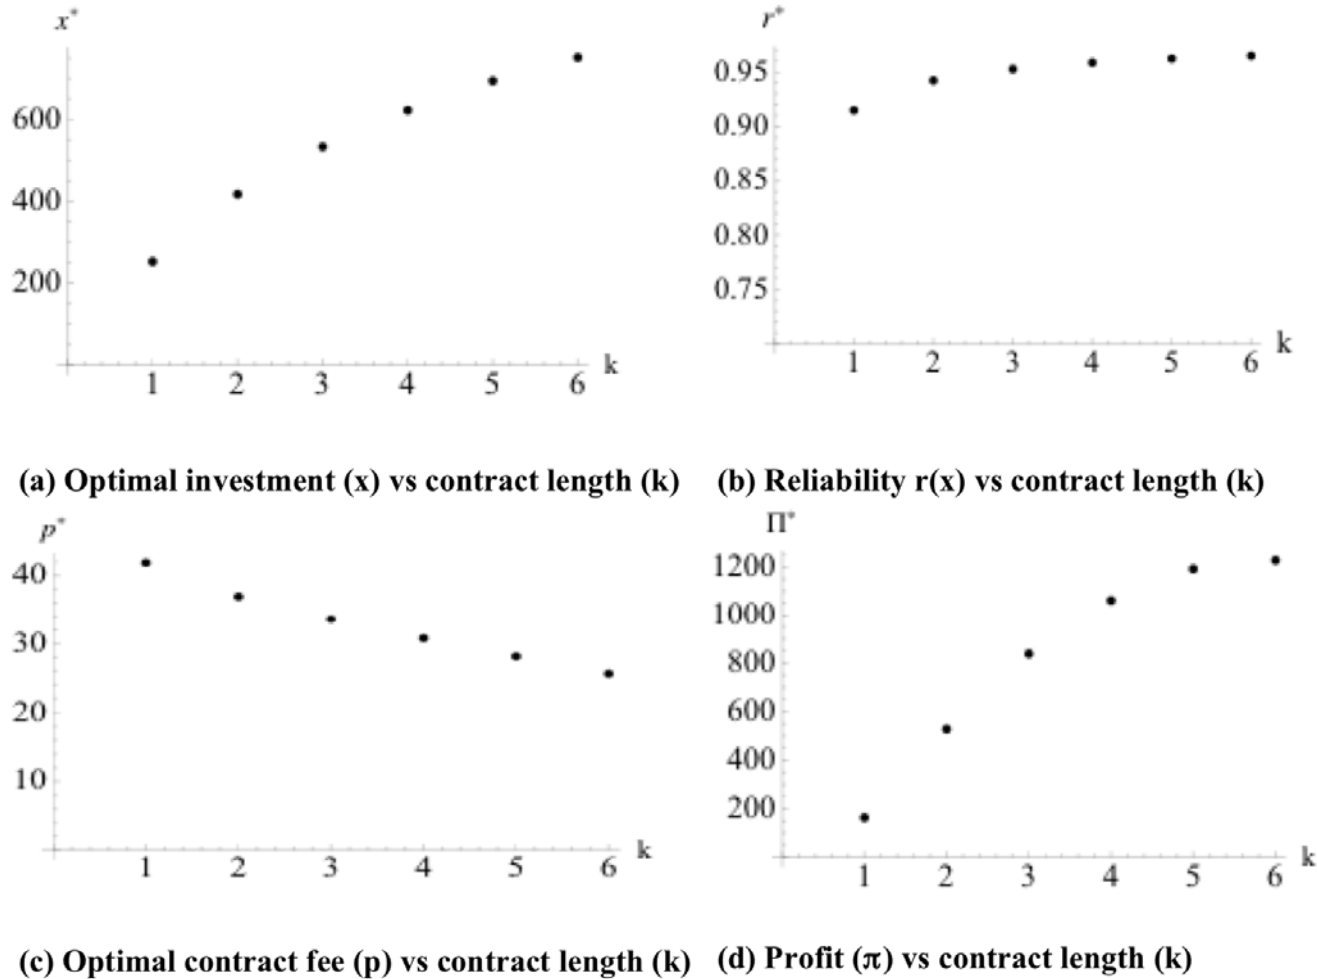 x*
600
400
200
1 2 3 4 5 6 k
(a) Optimal investment (x) vs contract length (k)
r*
0.95
0.90
0.85
0.80
0.75
1 2 3 4 5 6 k
(b) Reliability r(x) vs contract length (k)
p*
40
30
20
10
1 2 3 4 5 6 k
(c) Optimal contract fee (p) vs contract length (k)
Π*
1200
1000
800
600
400
200
1 2 3 4 5 6 k
(d) Profit (π) vs contract length (k)